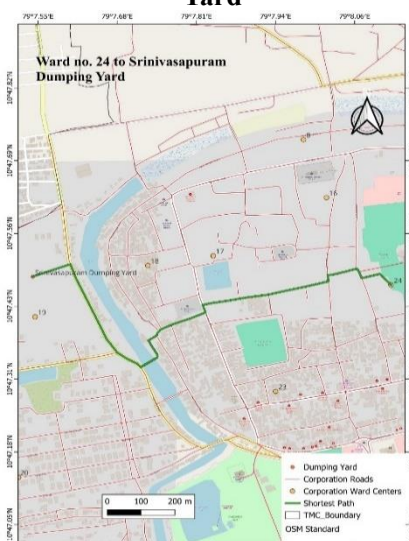 Yard
79°7.55'E 79°7.68'E 79°7.81'E 79°7.94'E 79°8.06'E
Ward no. 24 to Srinivasapuram
Dumping Yard
10°47.82'N
10°47.69'N
10°47.56'N
10°47.43'N
10°47.31'N
10°47.18'N
10°47.05'N
9
16
17
18
Srinivasapuram Dumping Yard
24
19
23
20
0 100 200 m
Dumping Yard
Corporation Roads
Corporation Ward Centers
Shortest Path
TMC_Boundary
OSM Standard